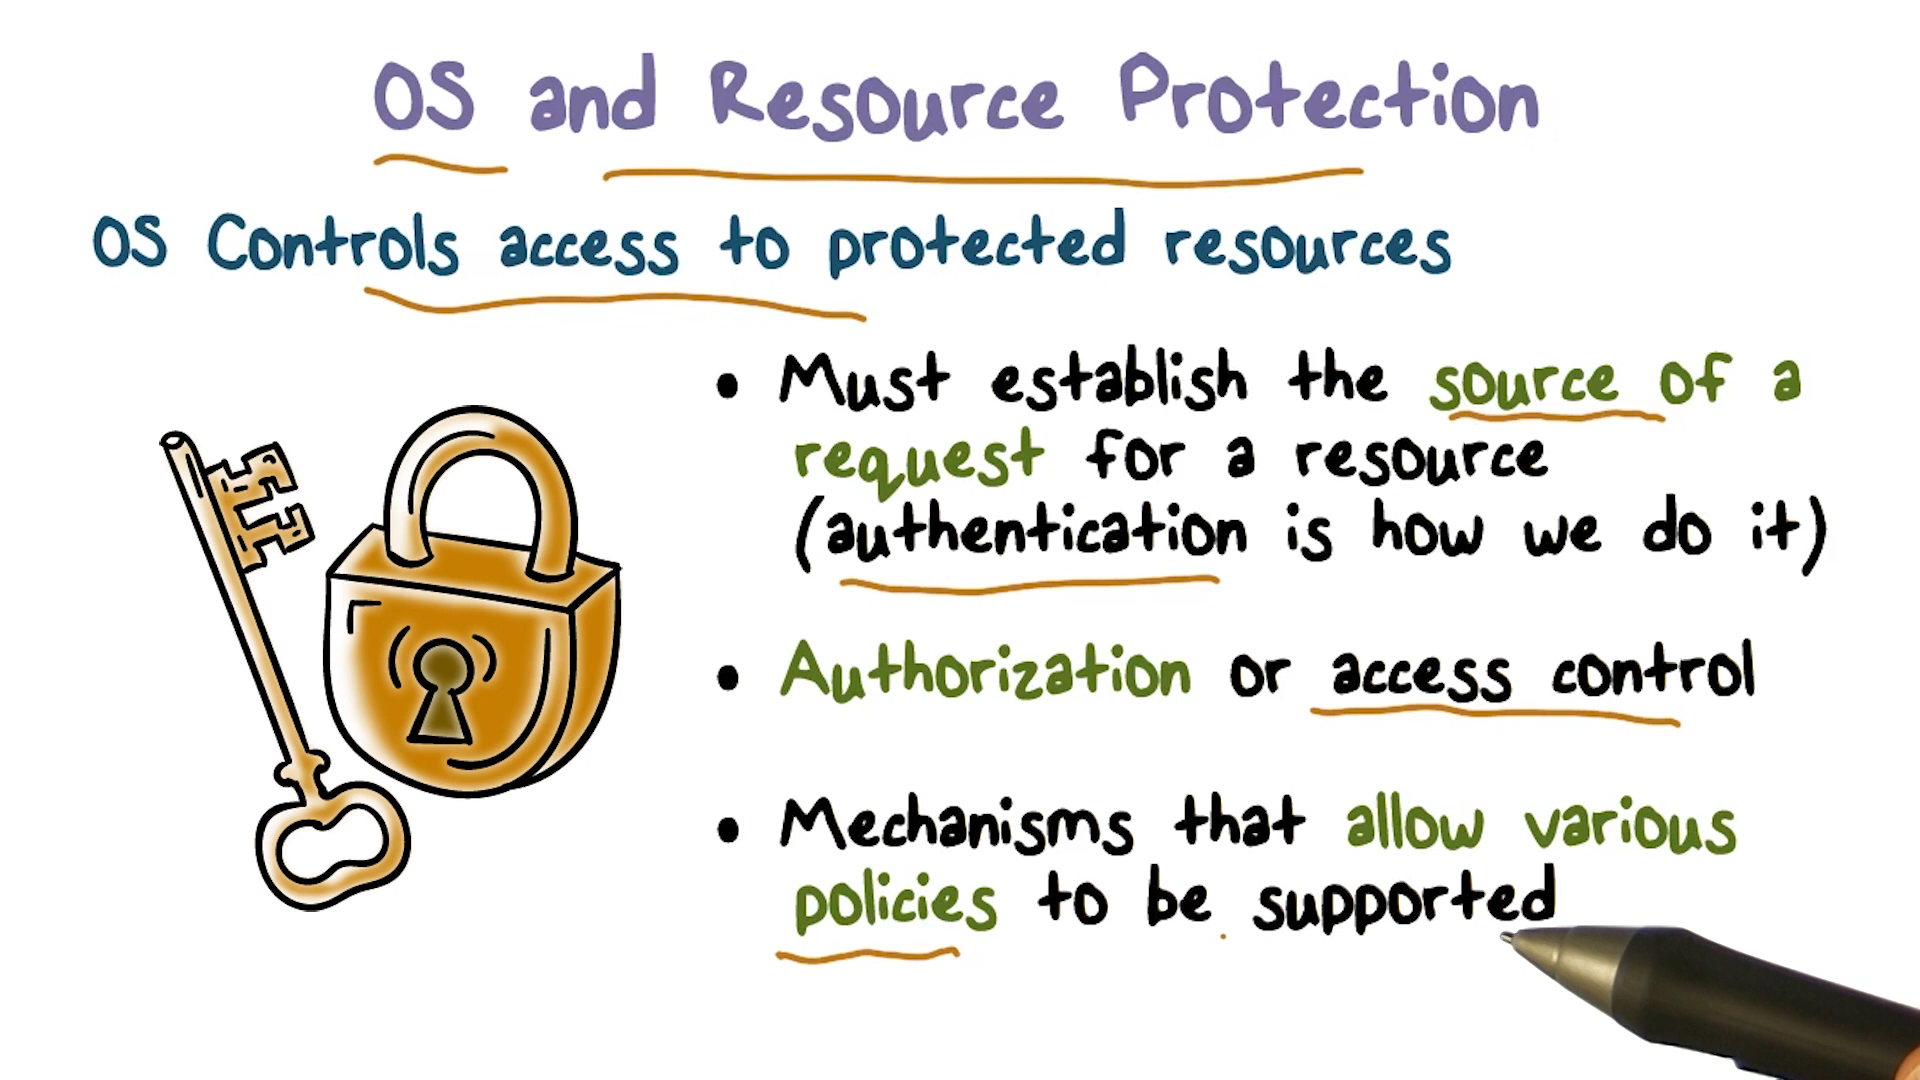 OS and Resource Protection
OS Controls access to protected resources
• Must establish the source of a
request for a resource
(authentication is how we do it)
• Authorization or access control
• Mechanisms that allow various
policies to be supported